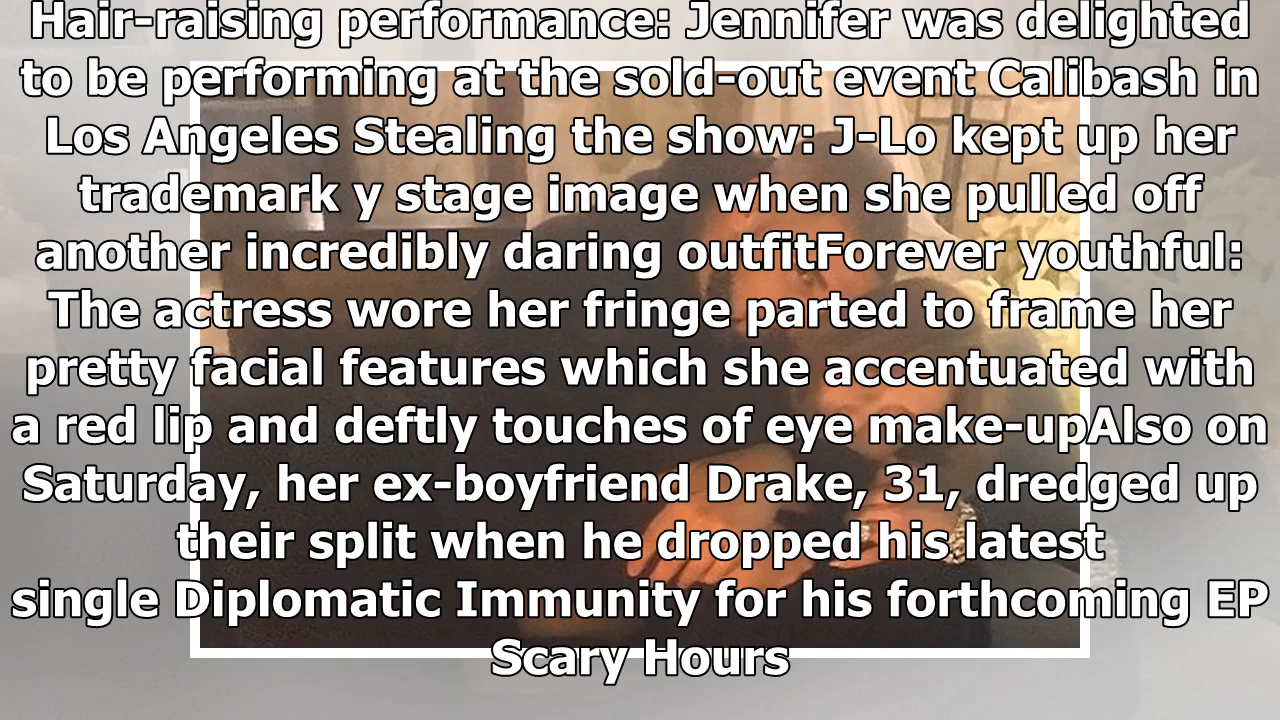 Hair-raising performance: Jennifer was delighted
to be performing at the sold-out event Calibash in
Los Angeles Stealing the show: J-Lo kept up her
trademark y stage image when she pulled off
another incredibly daring outfitForever youthful:
The actress wore her fringe parted to frame her
pretty facial features which she accentuated with
a red lip and deftly touches of eye make-upAlso on
Saturday, her ex-boyfriend Drake, 31, dredged up
their split when he dropped his latest
single Diplomatic Immunity for his forthcoming EP
Scary Hours